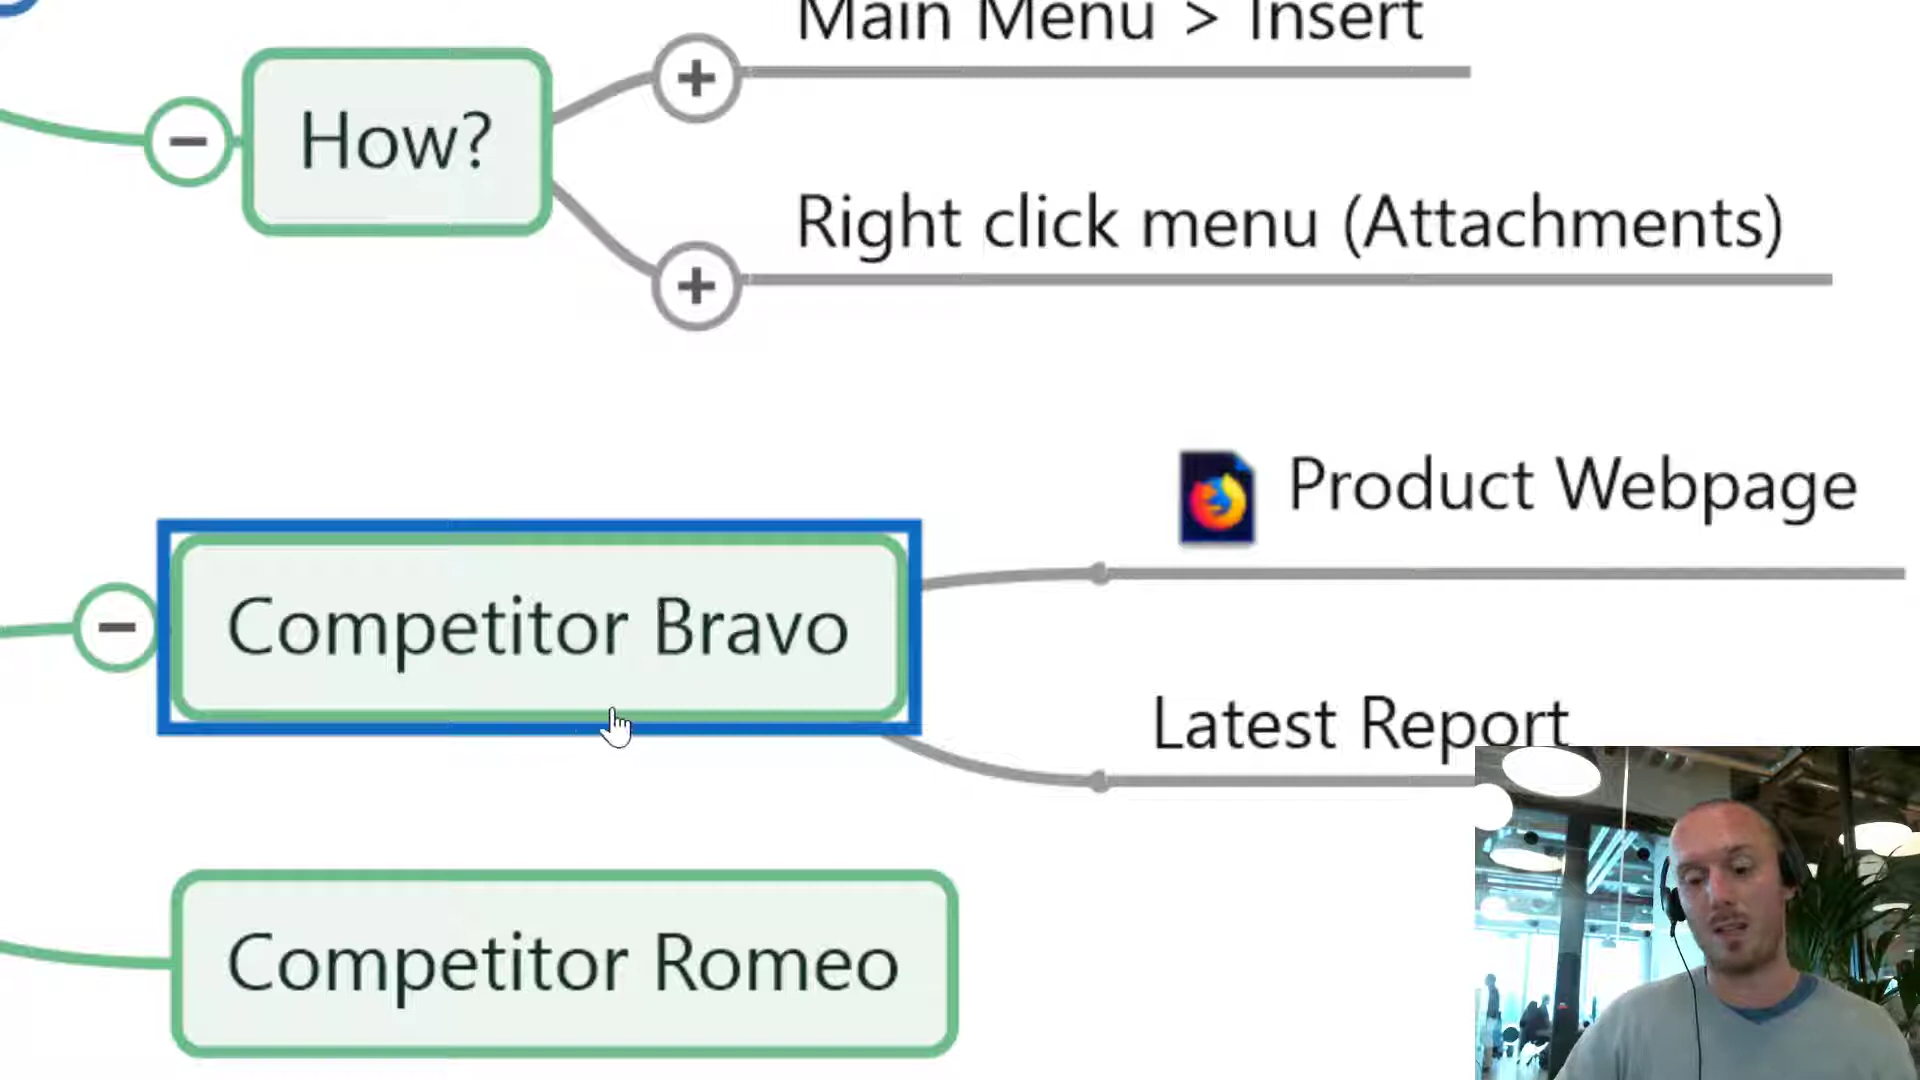 Main Menu > Insert
How?
Right click menu (Attachments)
Product Webpage
Competitor Bravo
Latest Report
Competitor Romeo